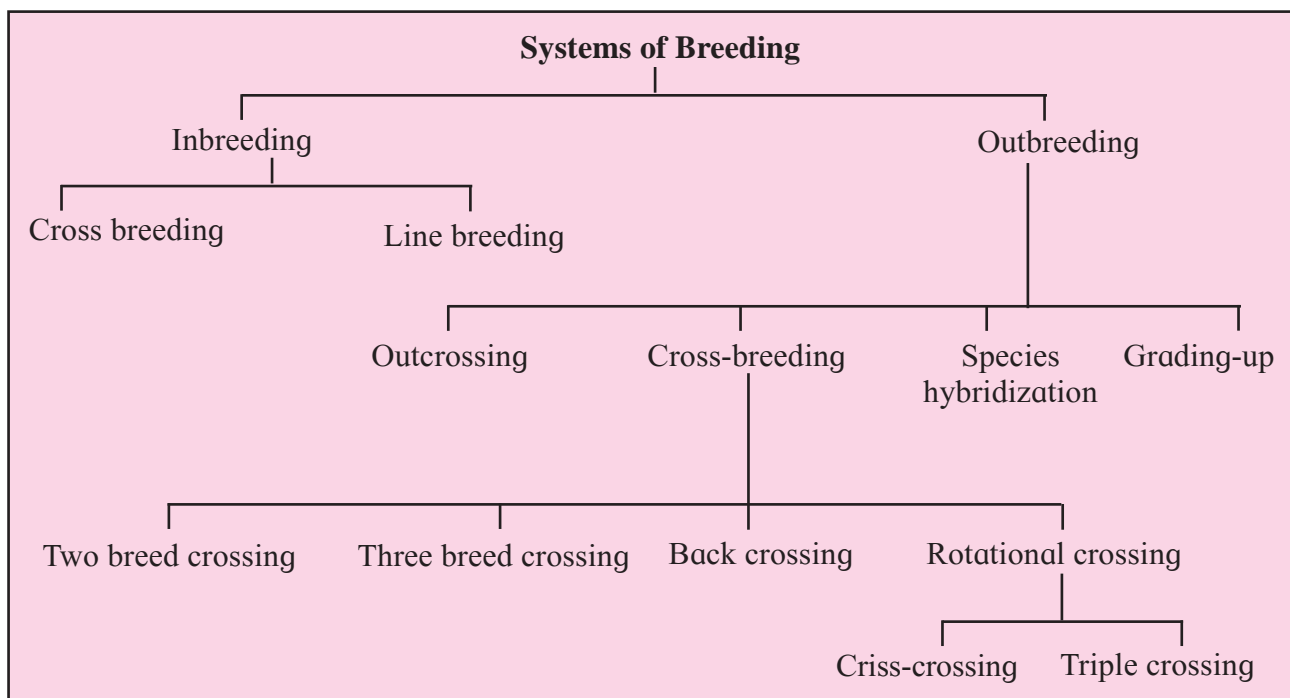 Systems of Breeding
Inbreeding
Outbreeding
Cross breeding
Line breeding
Outcrossing
Cross-breeding
Species
hybridization
Grading-up
Two breed crossing
Three breed crossing
Back crossing
Rotational crossing
Criss-crossing
Triple crossing